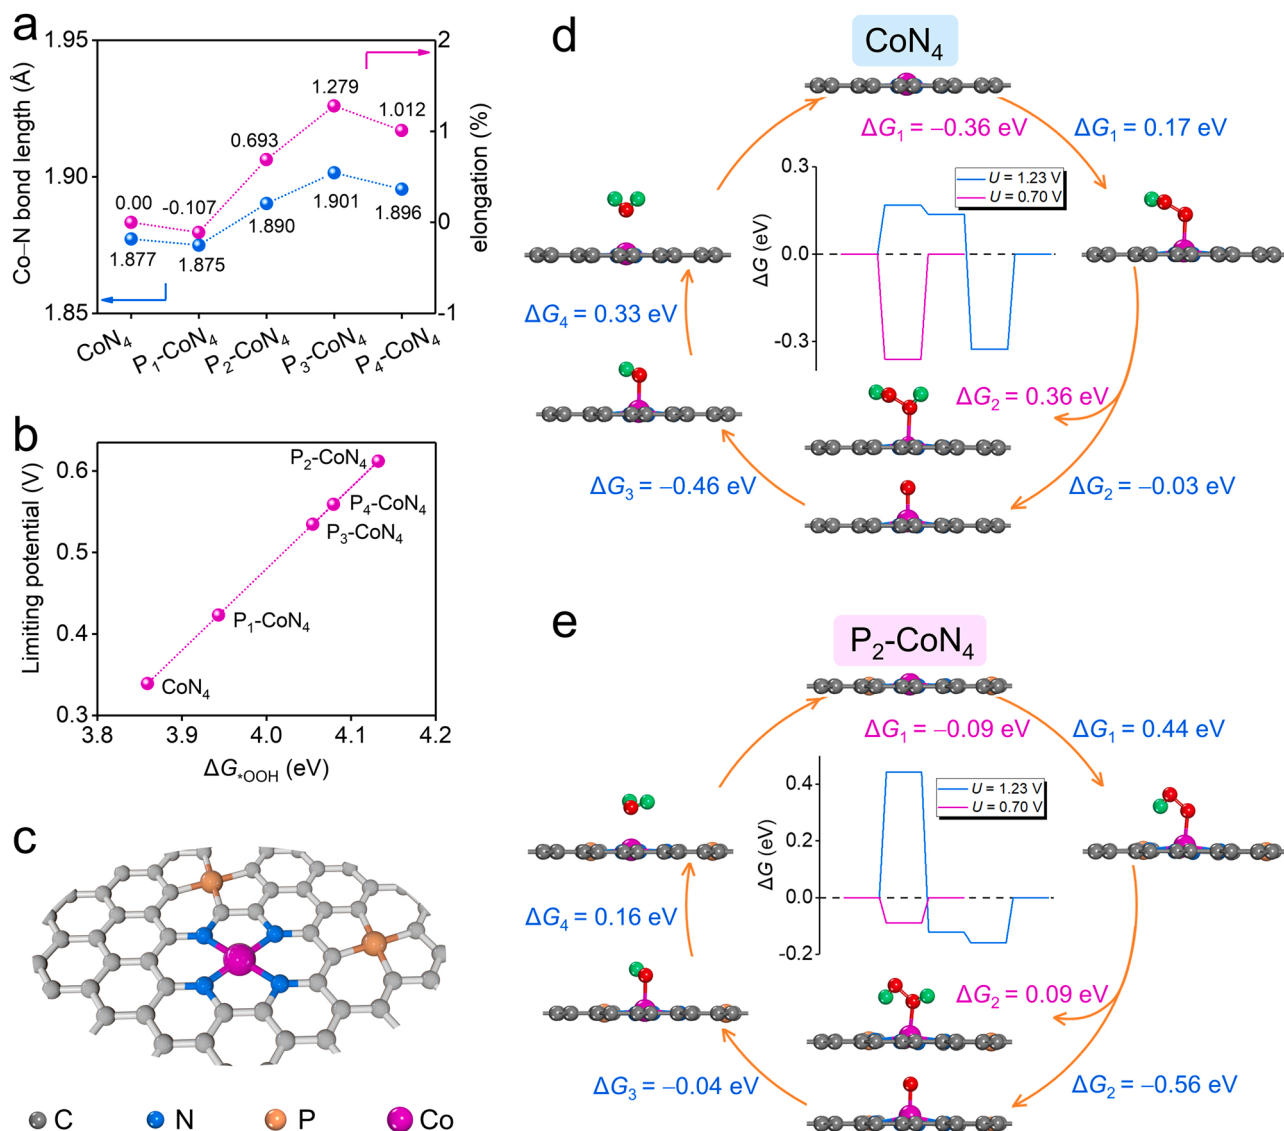 a
Co–N bond length (Å)
1.95
1.90
1.85
2
1
0
-1
elongation (%)
0.00
-0.107
0.693
1.279
1.012
1.877
1.875
1.890
1.901
1.896
CoN4
P1-CoN4
P2-CoN4
P3-CoN4
P4-CoN4
b
Limiting potential (V)
0.6
0.5
0.4
0.3
P2-CoN4
P4-CoN4
P3-CoN4
P1-CoN4
CoN4
3.8 3.9 4.0 4.1 4.2
ΔG*OOH (eV)
c
C N P Co
d
CoN4
ΔG1 = −0.36 eV
ΔG1 = 0.17 eV
ΔG (eV)
0.3
0.0
-0.3
U = 1.23 V
U = 0.70 V
ΔG4 = 0.33 eV
ΔG2 = 0.36 eV
ΔG3 = −0.46 eV
ΔG2 = −0.03 eV
e
P2-CoN4
ΔG1 = −0.09 eV
ΔG1 = 0.44 eV
ΔG (eV)
0.4
0.2
0.0
-0.2
U = 1.23 V
U = 0.70 V
ΔG4 = 0.16 eV
ΔG2 = 0.09 eV
ΔG3 = −0.04 eV
ΔG2 = −0.56 eV